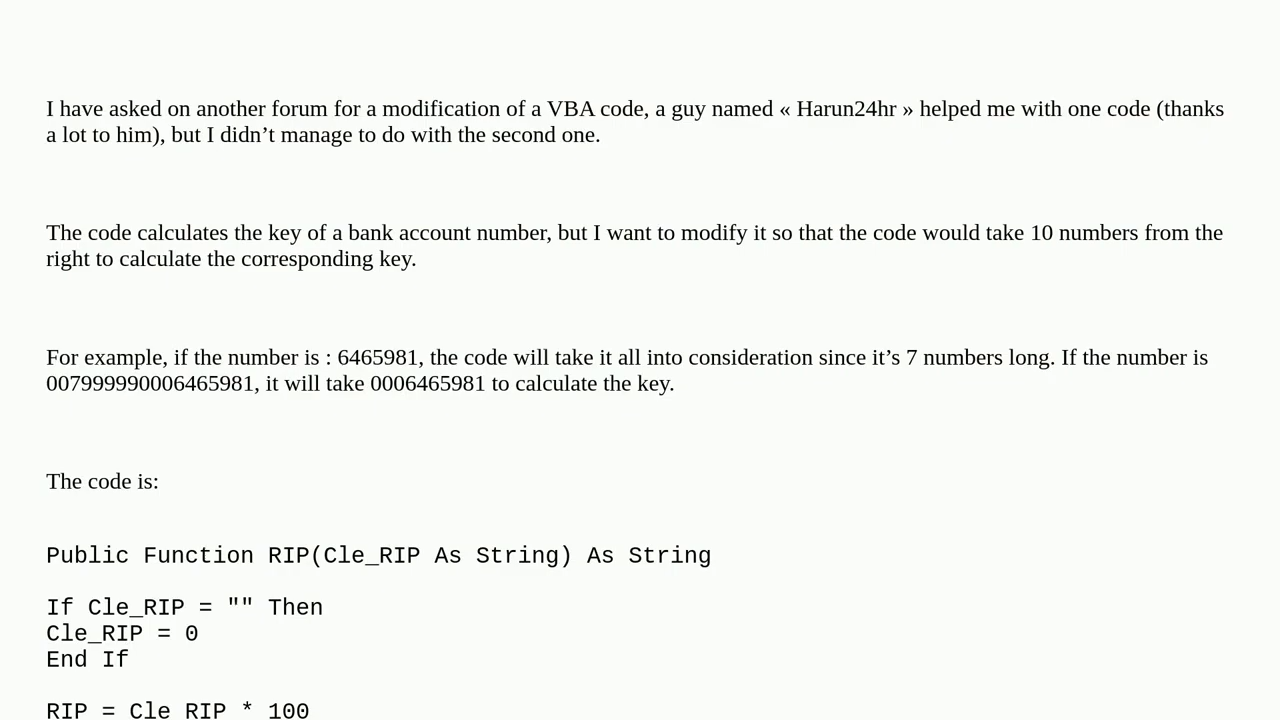 I have asked on another forum for a modification of a VBA code, a guy named « Harun24hr » helped me with one code (thanks
a lot to him), but I didn’t manage to do with the second one.
The code calculates the key of a bank account number, but I want to modify it so that the code would take 10 numbers from the
right to calculate the corresponding key.
For example, if the number is : 6465981, the code will take it all into consideration since it’s 7 numbers long. If the number is
007999990006465981, it will take 0006465981 to calculate the key.
The code is:
Public Function RIP(Cle_RIP As String) As String
If Cle_RIP = "" Then
Cle_RIP = 0
End If
RIP = Cle_RIP * 100